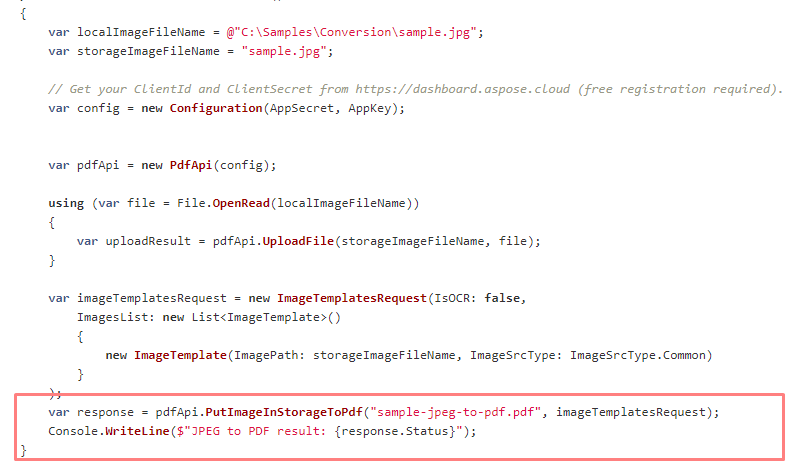 {
var localImageFileName = @"C:\Samples\Conversion\sample.jpg";
var storageImageFileName = "sample.jpg";
// Get your ClientId and ClientSecret from https://dashboard.aspose.cloud (free registration required).
var config = new Configuration(AppSecret, AppKey);
var pdfApi = new PdfApi(config);
using (var file = File.OpenRead(localImageFileName))
{
var uploadResult = pdfApi.UploadFile(storageImageFileName, file);
}
var imageTemplatesRequest = new ImageTemplatesRequest(IsOCR: false,
ImagesList: new List<ImageTemplate>()
{
new ImageTemplate(ImagePath: storageImageFileName, ImageSrcType: ImageSrcType.Common)
}
);
var response = pdfApi.PutImageInStorageToPdf("sample-jpeg-to-pdf.pdf", imageTemplatesRequest);
Console.WriteLine($"JPEG to PDF result: {response.Status}");
}